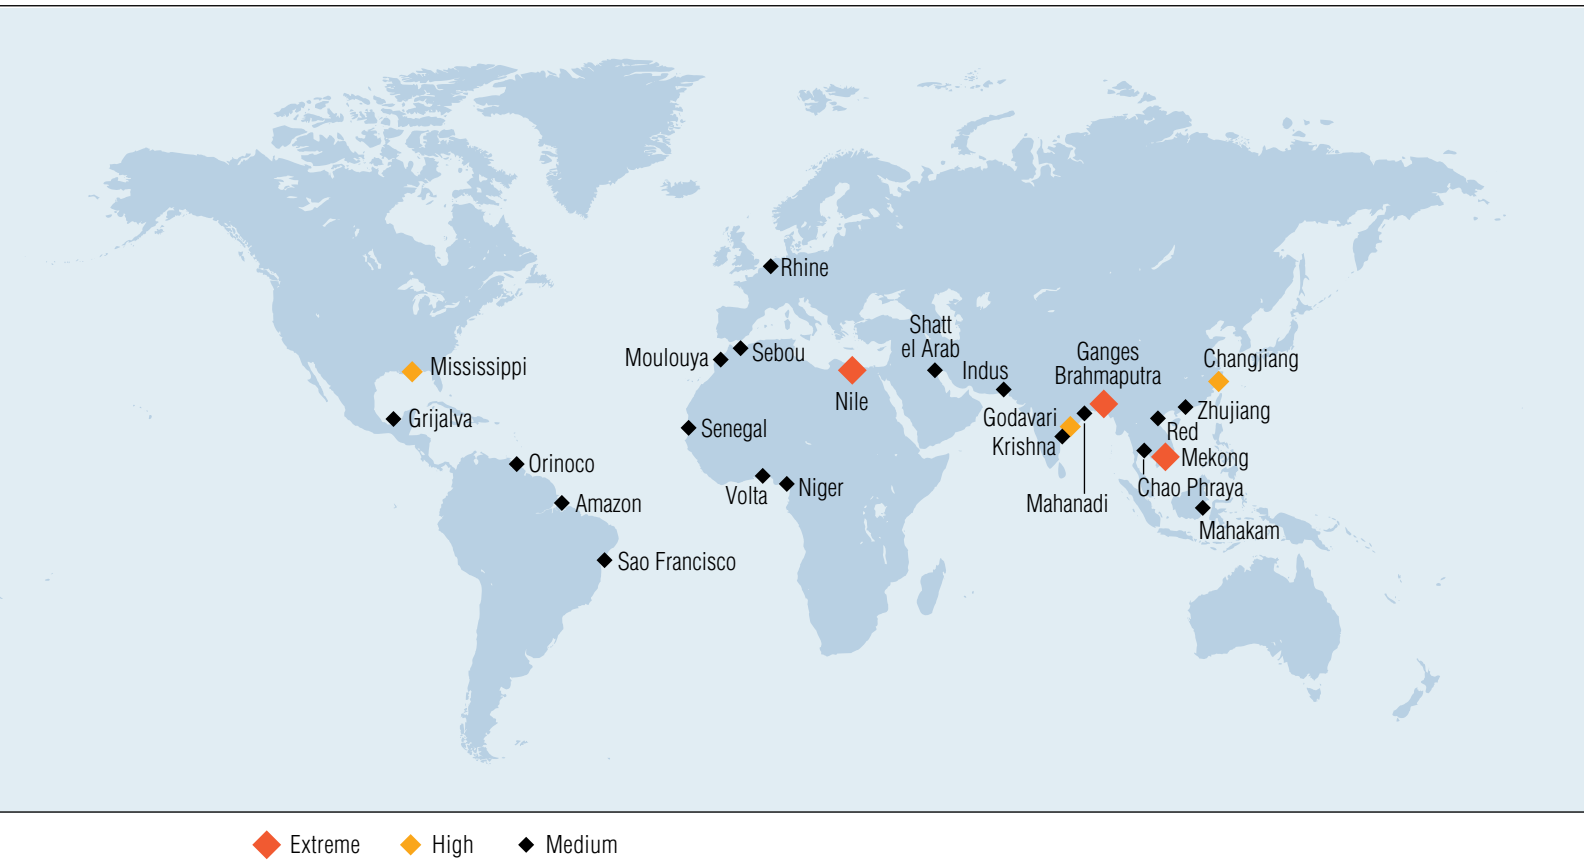 Rhine
Shatt
el Arab
Moulouya
Sebou
Mississippi
Nile
Indus
Ganges
Brahmaputra
Changjiang
Grijalva
Senegal
Godavari
Krishna
Zhujiang
Red
Mekong
Orinoco
Amazon
Volta
Niger
Mahanadi
Chao Phraya
Mahakam
Sao Francisco
Extreme
High
Medium